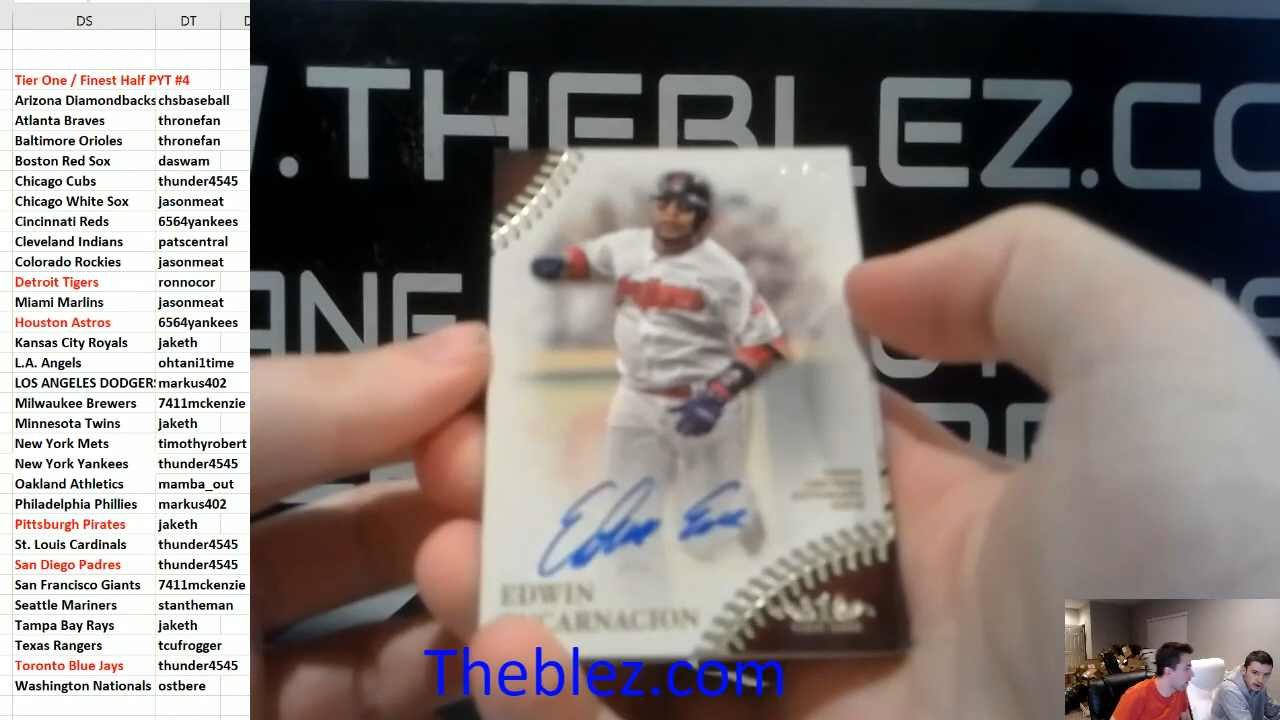 DS DT
Tier One / Finest Half PYT #4
Arizona Diamondbacks chsbaseball
Atlanta Braves thronefan
Baltimore Orioles thronefan
Boston Red Sox daswam
Chicago Cubs thunder4545
Chicago White Sox jasonmeat
Cincinnati Reds 6564yankees
Cleveland Indians patscentral
Colorado Rockies jasonmeat
Detroit Tigers ronnocor
Miami Marlins jasonmeat
Houston Astros 6564yankees
Kansas City Royals jaketh
L.A. Angels ohtani1time
LOS ANGELES DODGERS markus402
Milwaukee Brewers 7411mckenzie
Minnesota Twins jaketh
New York Mets timothyrobert
New York Yankees thunder4545
Oakland Athletics mamba_out
Philadelphia Phillies markus402
Pittsburgh Pirates jaketh
St. Louis Cardinals thunder4545
San Diego Padres thunder4545
San Francisco Giants 7411mckenzie
Seattle Mariners stantheman
Tampa Bay Rays jaketh
Texas Rangers tcufrogger
Toronto Blue Jays thunder4545
Washington Nationals ostbere
W.THEBLEZ.CO
Indians
EDWIN
CARNACION
Theblez.com